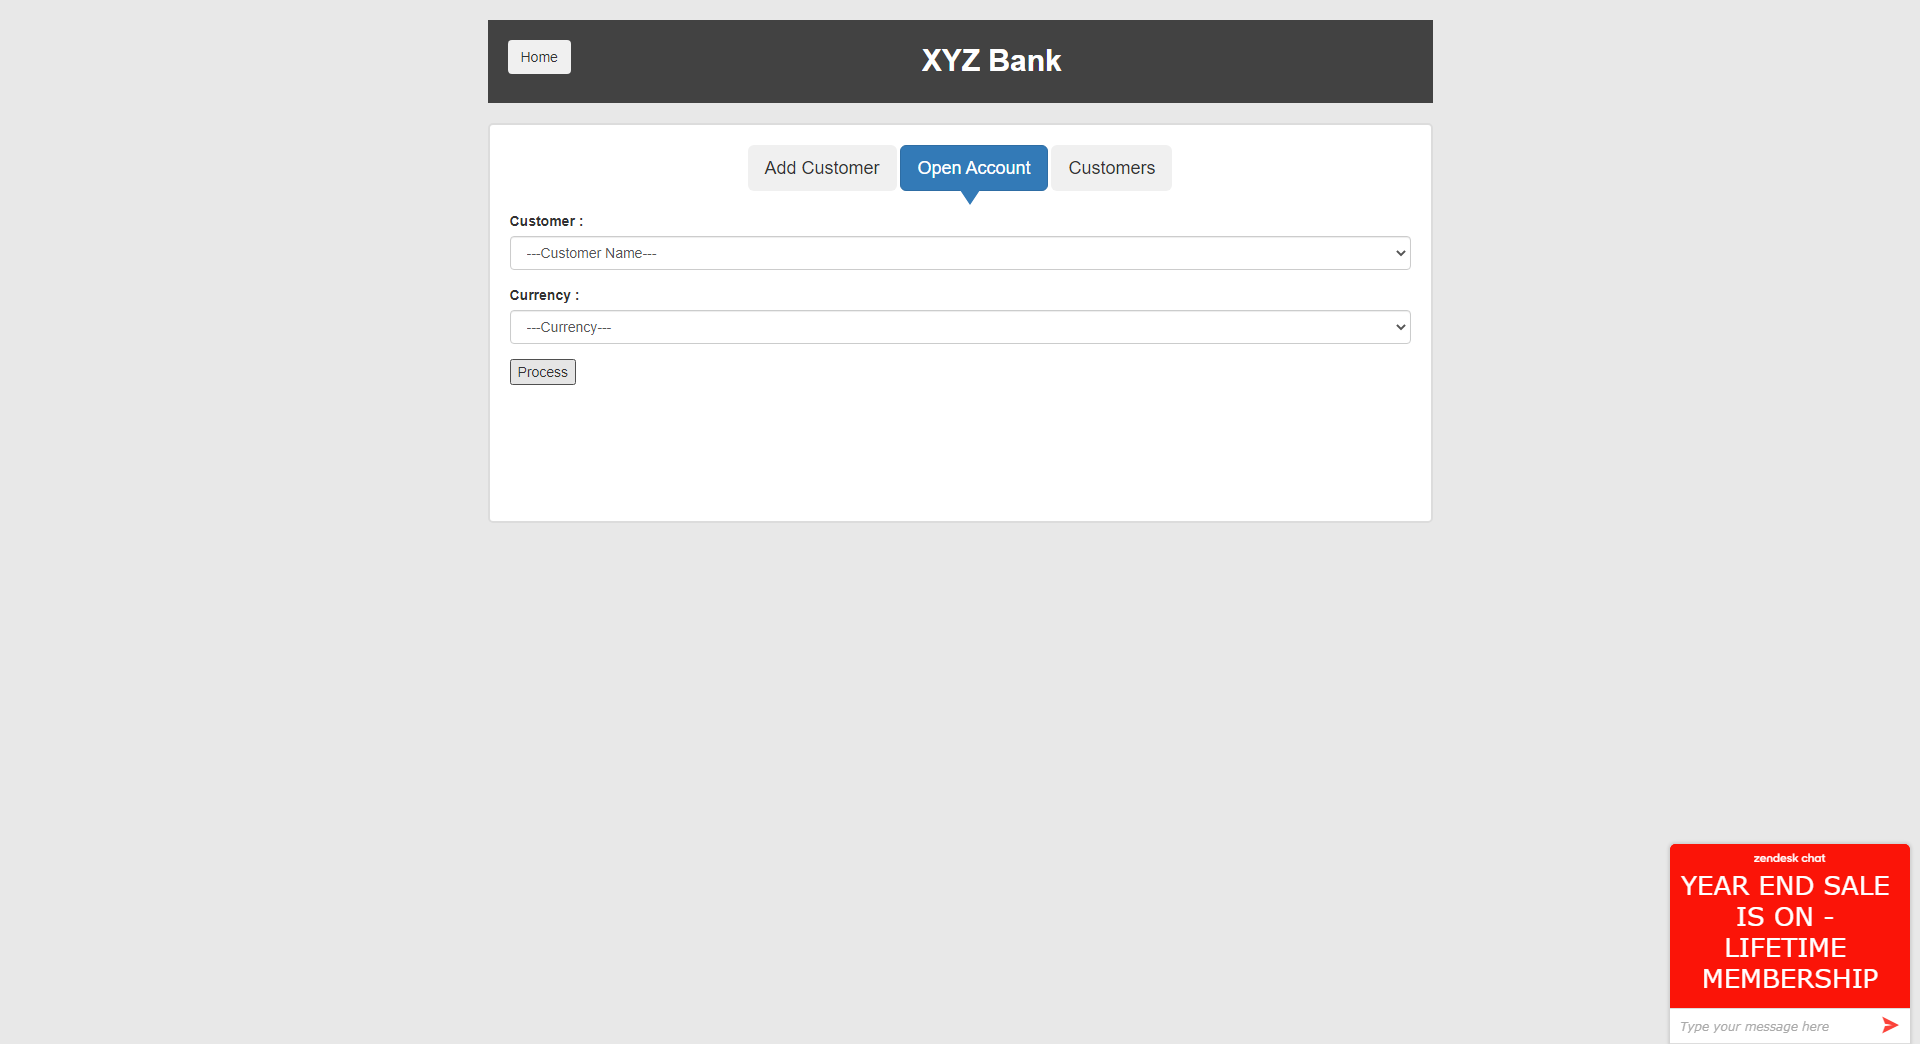 Home
XYZ Bank
Add Customer
Open Account
Customers
Customer :
---Customer Name---
Currency :
---Currency---
Process
zendesk chat
YEAR END SALE
IS ON -
LIFETIME
MEMBERSHIP
Type your message here